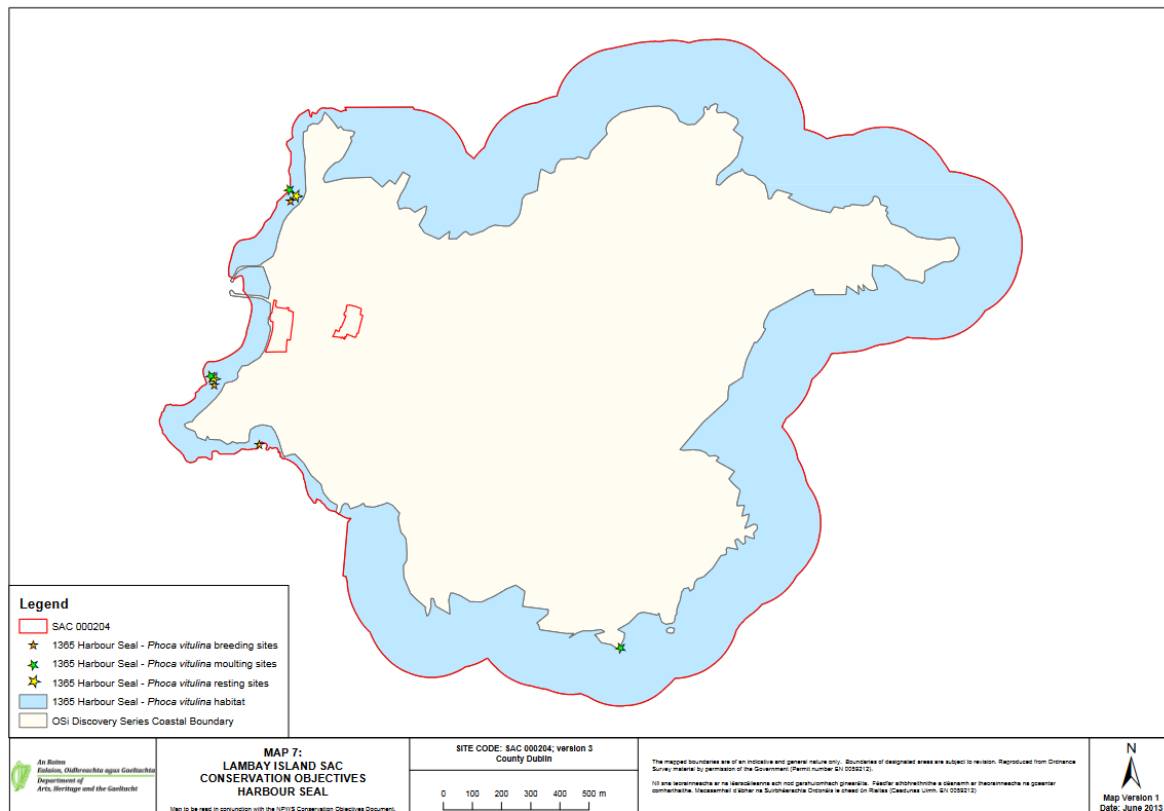 Legend
SAC 000204
1365 Harbour Seal - Phoca vitulina breeding sites
1365 Harbour Seal - Phoca vitulina moulting sites
1365 Harbour Seal - Phoca vitulina resting sites
1365 Harbour Seal - Phoca vitulina habitat
OSi Discovery Series Coastal Boundary
An Roinn
Ealaíon, Oidhreachta agus Gaeltachta
Department of
Arts, Heritage and the Gaeltacht
MAP 7:
LAMBAY ISLAND SAC
CONSERVATION OBJECTIVES
HARBOUR SEAL
Map to be read in conjunction with the NPWS Conservation Objectives Document.
SITE CODE: SAC 000204; version 3
County Dublin
0 100 200 300 400 500 m
The mapped boundaries are of an indicative and general nature only. Boundaries of designated areas are subject to revision. Reproduced from Ordnance
Survey material by permission of the Government (Permit number EN 0059212).
N
Map Version 1
Date: June 2013